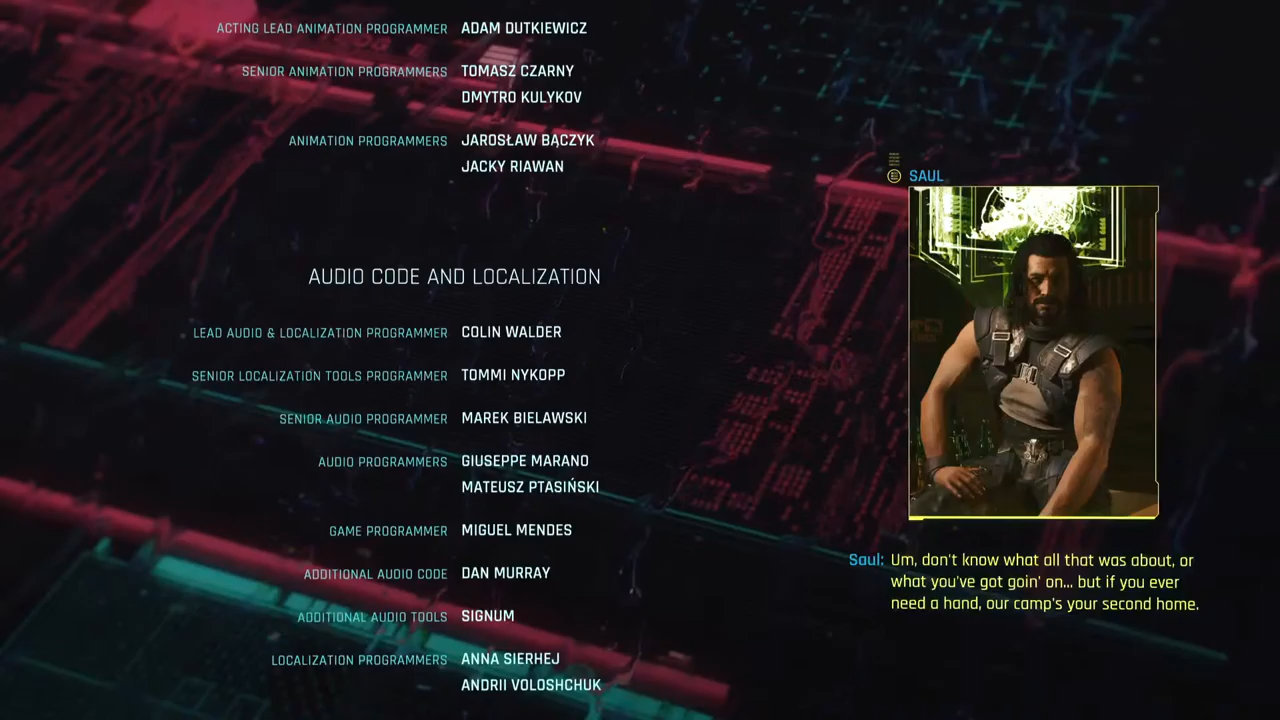 ACTING LEAD ANIMATION PROGRAMMER ADAM DUTKIEWICZ
SENIOR ANIMATION PROGRAMMERS TOMASZ CZARNY
DMYTRO KULYKOV
ANIMATION PROGRAMMERS JAROSŁAW BĄCZYK
JACKY RIAWAN
AUDIO CODE AND LOCALIZATION
LEAD AUDIO & LOCALIZATION PROGRAMMER COLIN WALDER
SENIOR LOCALIZATION TOOLS PROGRAMMER TOMMI NYKOPP
SENIOR AUDIO PROGRAMMER MAREK BIELAWSKI
AUDIO PROGRAMMERS GIUSEPPE MARANO
MATEUSZ PTASIŃSKI
GAME PROGRAMMER MIGUEL MENDES
ADDITIONAL AUDIO CODE DAN MURRAY
ADDITIONAL AUDIO TOOLS SIGNUM
LOCALIZATION PROGRAMMERS ANNA SIERHEJ
ANDRII VOLOSHCHUK
SAUL
Saul: Um, don't know what all that was about, or
what you've got goin' on... but if you ever
need a hand, our camp's your second home.